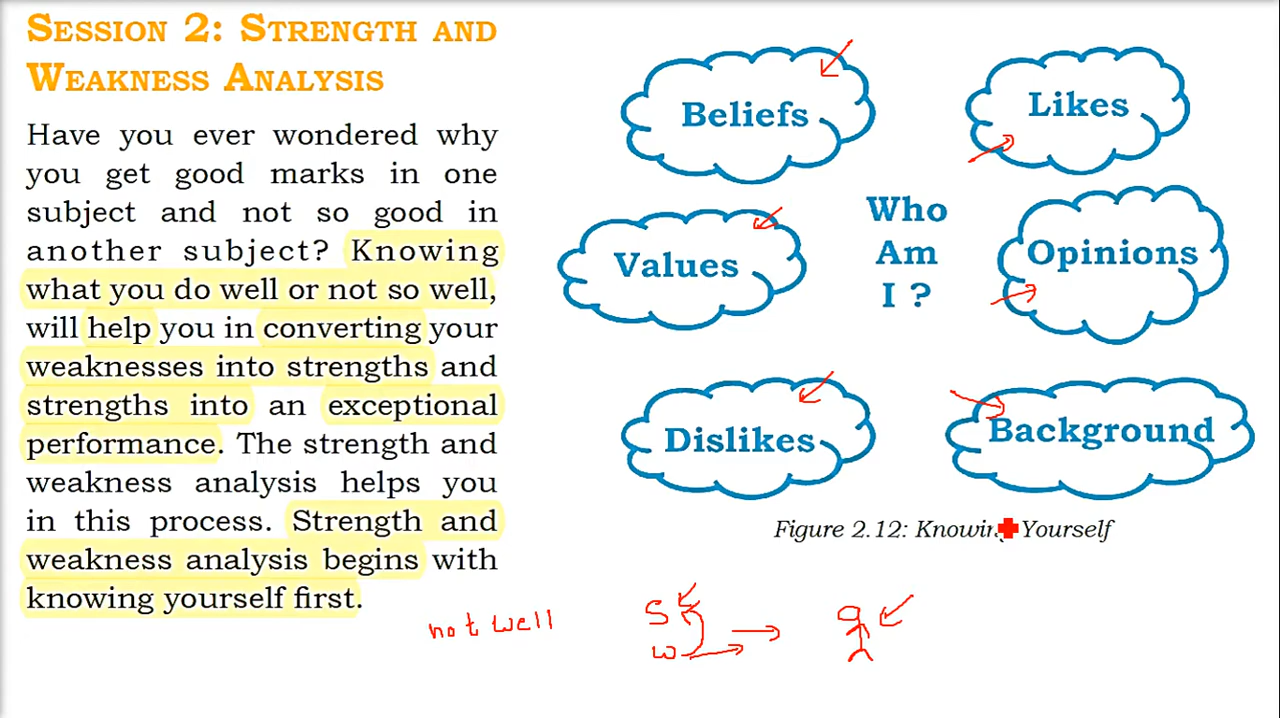 SESSION 2: STRENGTH AND
WEAKNESS ANALYSIS
Have you ever wondered why
you get good marks in one
subject and not so good in
another subject? Knowing
what you do well or not so well,
will help you in converting your
weaknesses into strengths and
strengths into an exceptional
performance. The strength and
weakness analysis helps you
in this process. Strength and
weakness analysis begins with
knowing yourself first.
Beliefs
Likes
Values
Who
Am
I ?
Opinions
Dislikes
Background
Figure 2.12: Knowing Yourself
not well
S
W